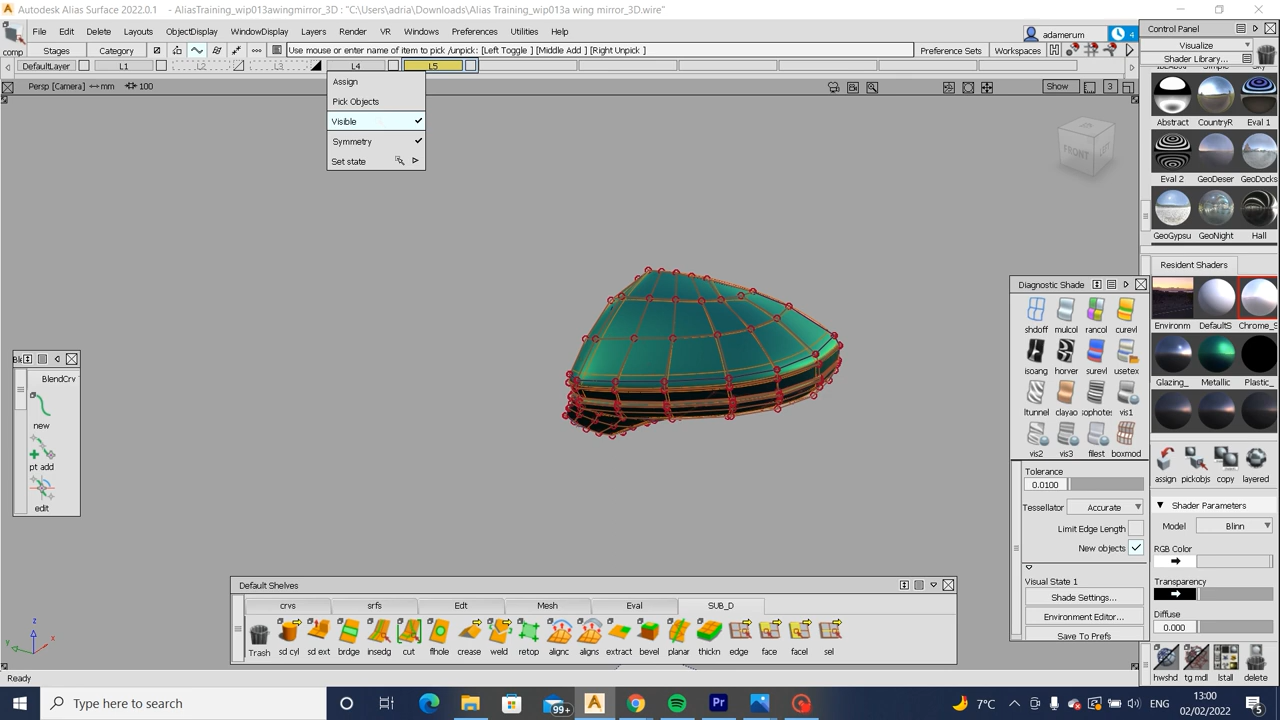 Autodesk Alias Surface 2022.0.1 - AliasTraining_wip013awingmirror_3D : "C:\Users\adria\Downloads\Alias Training_wip013a wing mirror_3D.wire"
File Edit Delete Layouts ObjectDisplay WindowDisplay Layers Render VR Windows Preferences Utilities Help
adamerum 4
comp
Stages Category Use mouse or enter name of item to pick /unpick: [Left Toggle ] [Middle Add ] [Right Unpick ] Preference Sets Workspaces
DefaultLayer L1 L2 L3 L4 L5
Persp [Camera] mm 100 Show 3
Assign
Pick Objects
Visible
Symmetry
Set state
FRONT
Control Panel
Visualize
Shader Library...
Abstract CountryR Eval 1
Eval 2 GeoDeser GeoDocks
GeoGypsu GeoNight Hall
Resident Shaders
Environm DefaultS Chrome_S
Glazing_ Metallic Plastic_
assign pickobjs copy layered
Shader Parameters
Model Blinn
RGB Color
Transparency
Diffuse
0.000
hwshd tg mdl lstall delete
Diagnostic Shade
shdoff mulcol rancol curevl
isoang horver surevl usetex
ltunnel clayao sophotes vis1
vis2 vis3 filest boxmod
Tolerance
0.0100
Tessellator Accurate
Limit Edge Length
New objects
Visual State 1
Shade Settings...
Environment Editor...
Save To Prefs
BlendCrv
new
pt add
edit
Default Shelves
crvs srfs Edt Mesh Eval SUB_D
Trash sd cyl sd ext brdge insedg cut flhole crease weld retop alignc aligns extract bevel planar thickn edge face facel sel
z
y
x
Ready
Type here to search
99+
7°C
13:00
02/02/2022